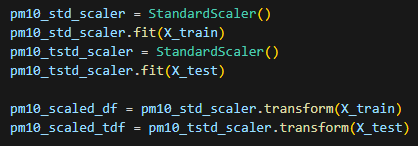 pm10_std_scaler = StandardScaler()
pm10_std_scaler.fit(X_train)
pm10_tstd_scaler = StandardScaler()
pm10_tstd_scaler.fit(X_test)

pm10_scaled_df = pm10_std_scaler.transform(X_train)
pm10_scaled_tdf = pm10_tstd_scaler.transform(X_test)